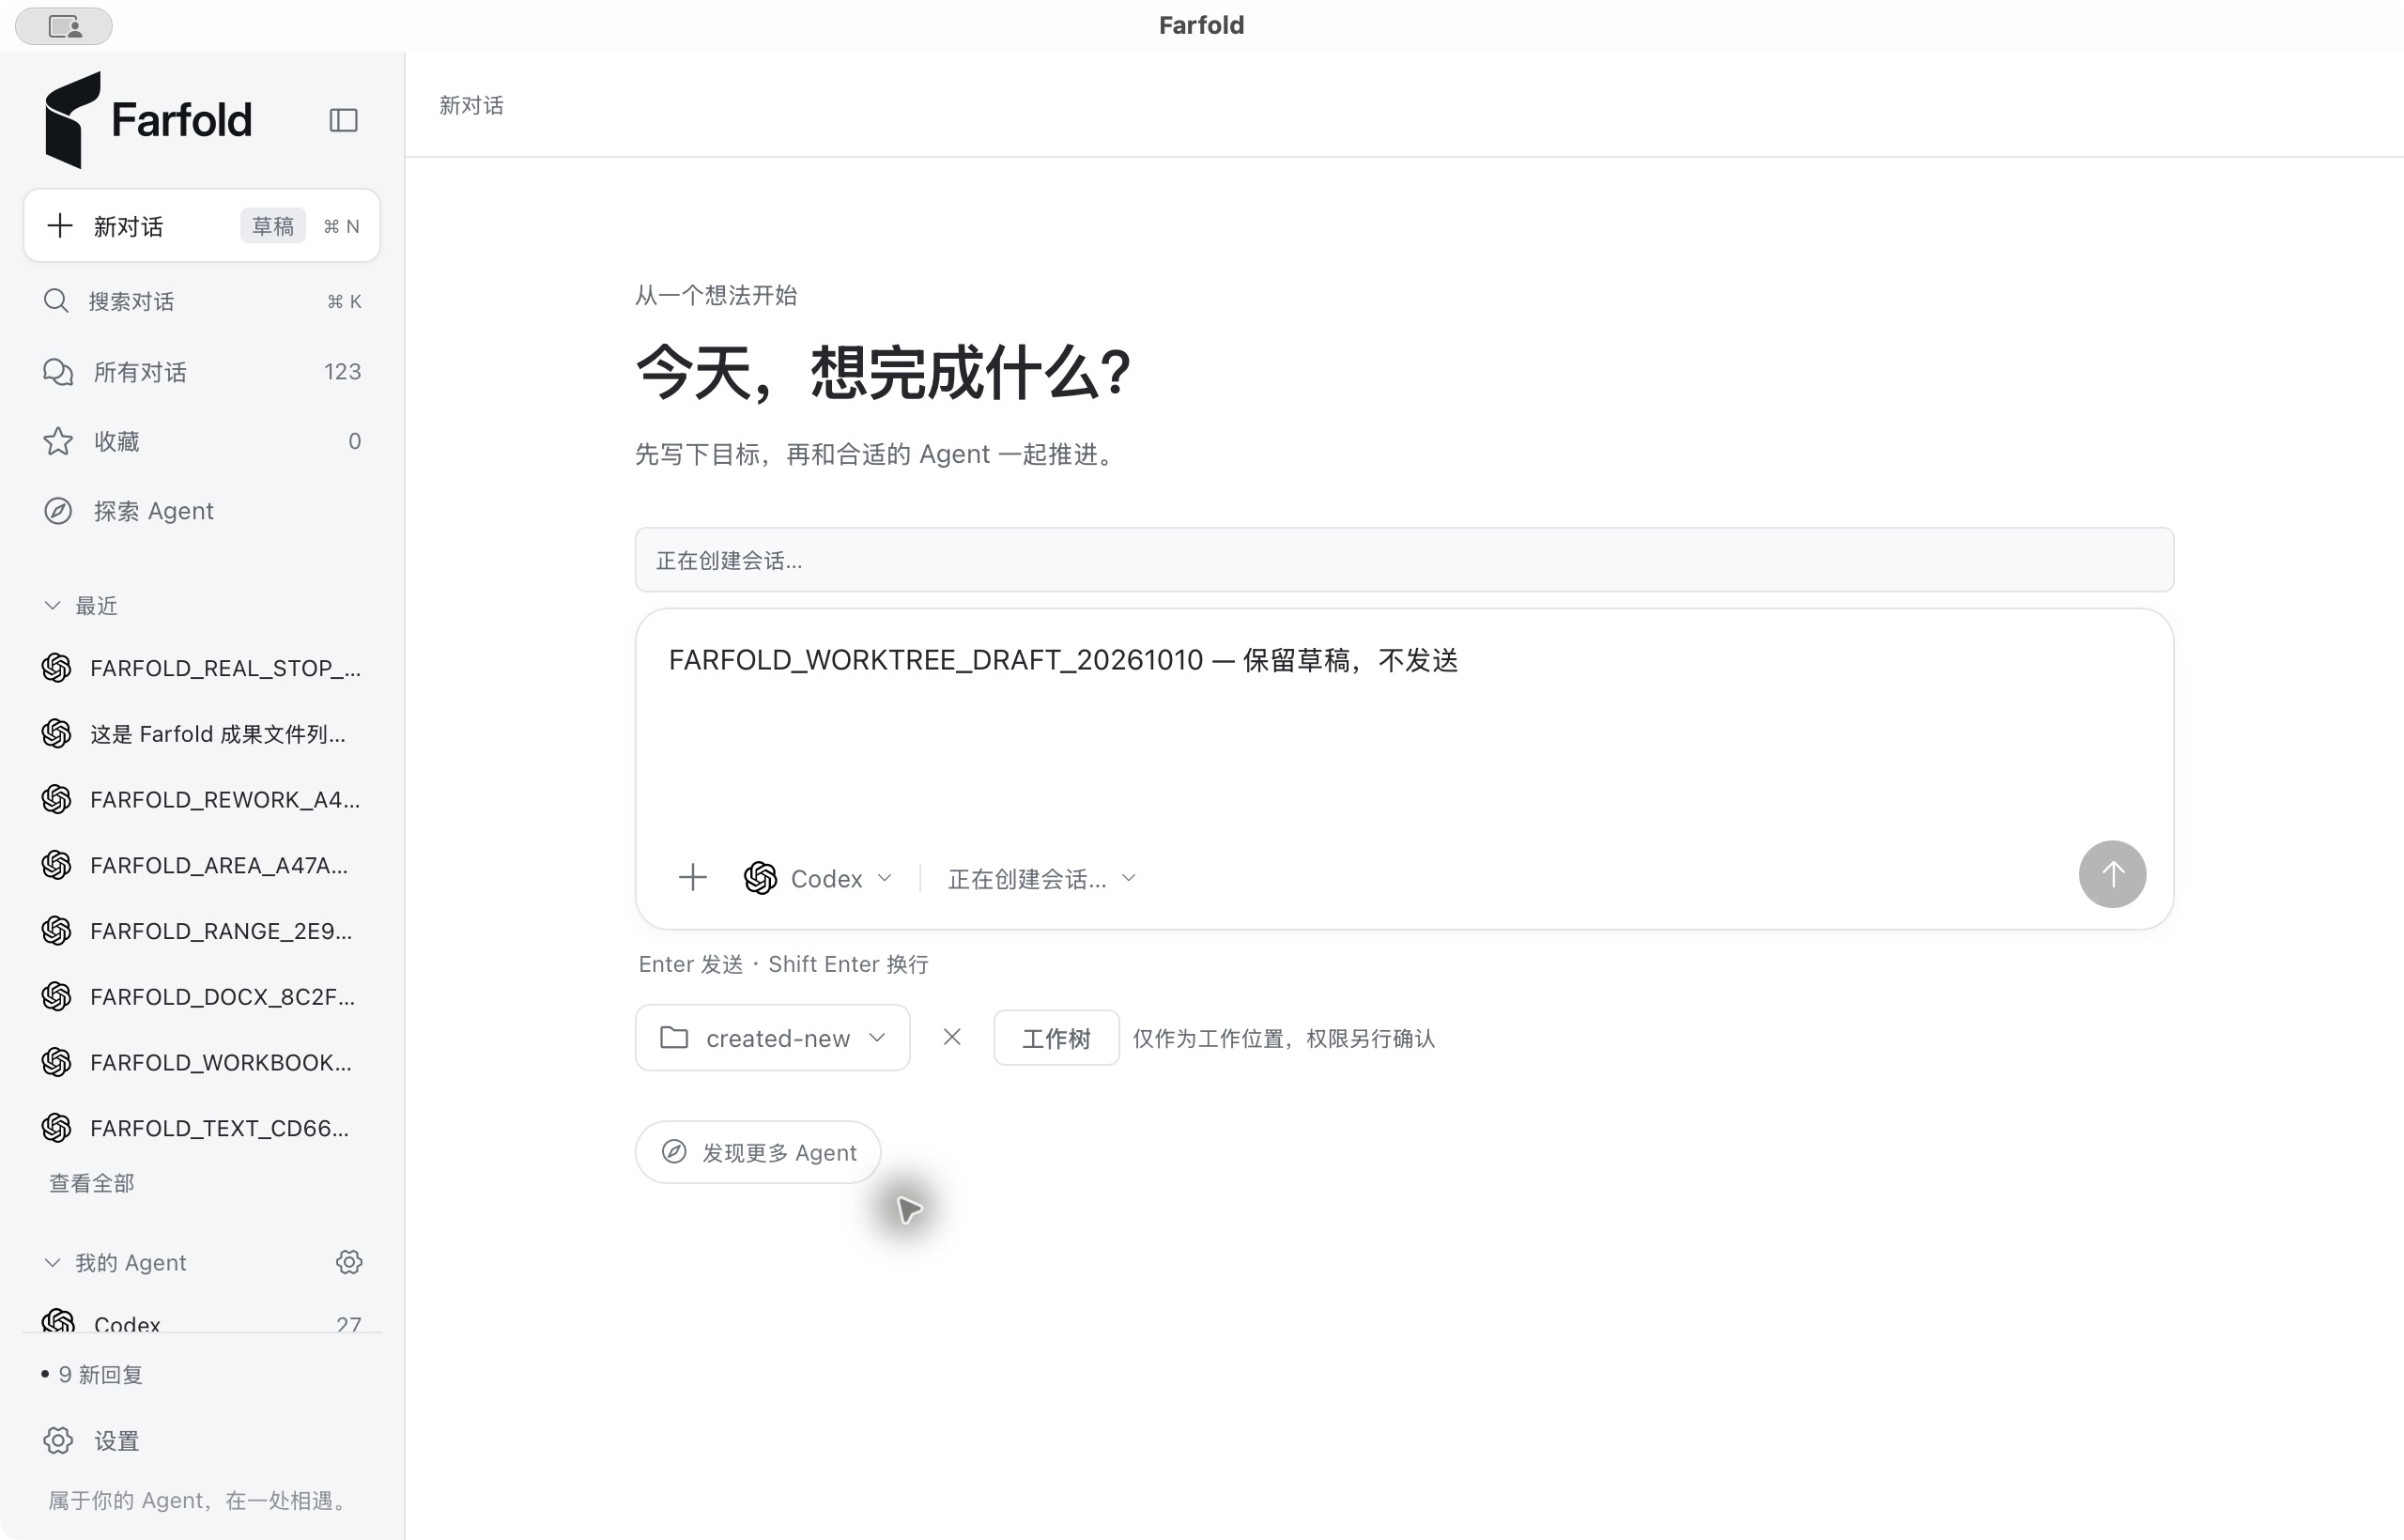 Farfold
Farfold
新对话 草稿 ⌘ N
搜索对话 ⌘ K
所有对话 123
收藏 0
探索 Agent
最近
FARFOLD_REAL_STOP_...
这是 Farfold 成果文件列...
FARFOLD_REWORK_A4...
FARFOLD_AREA_A47A...
FARFOLD_RANGE_2E9...
FARFOLD_DOCX_8C2F...
FARFOLD_WORKBOOK...
FARFOLD_TEXT_CD66...
查看全部
我的 Agent
Codex 27
9 新回复
设置
属于你的 Agent，在一处相遇。
新对话
从一个想法开始
今天，想完成什么？
先写下目标，再和合适的 Agent 一起推进。
正在创建会话...
FARFOLD_WORKTREE_DRAFT_20261010 — 保留草稿，不发送
Codex 正在创建会话...
Enter 发送 · Shift Enter 换行
created-new 工作树 仅作为工作位置，权限另行确认
发现更多 Agent